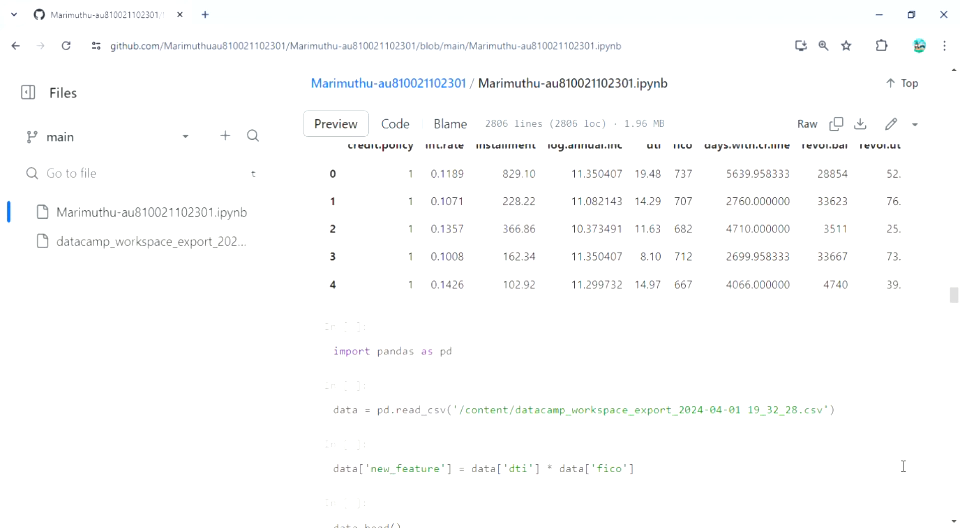 Marimuthu-au810021102301/
github.com/Marimuthuau810021102301/Marimuthu-au810021102301/blob/main/Marimuthu-au810021102301.ipynb
Files
Marimuthu-au810021102301 / Marimuthu-au810021102301.ipynb
Top
main
Preview Code Blame 2806 lines (2806 loc) · 1.96 MB Raw
Go to file t
Marimuthu-au810021102301.ipynb
datacamp_workspace_export_202...
credit.policy int.rate installment log.annual.inc dti fico days.with.cr.line revol.bal revol.ut
0 1 0.1189 829.10 11.350407 19.48 737 5639.958333 28854 52.
1 1 0.1071 228.22 11.082143 14.29 707 2760.000000 33623 76.
2 1 0.1357 366.86 10.373491 11.63 682 4710.000000 3511 25.
3 1 0.1008 162.34 11.350407 8.10 712 2699.958333 33667 73.
4 1 0.1426 102.92 11.299732 14.97 667 4066.000000 4740 39.
In [ ]:
import pandas as pd
In [ ]:
data = pd.read_csv('/content/datacamp_workspace_export_2024-04-01 19_32_28.csv')
In [ ]:
data['new_feature'] = data['dti'] * data['fico']
In [ ]:
data.head()